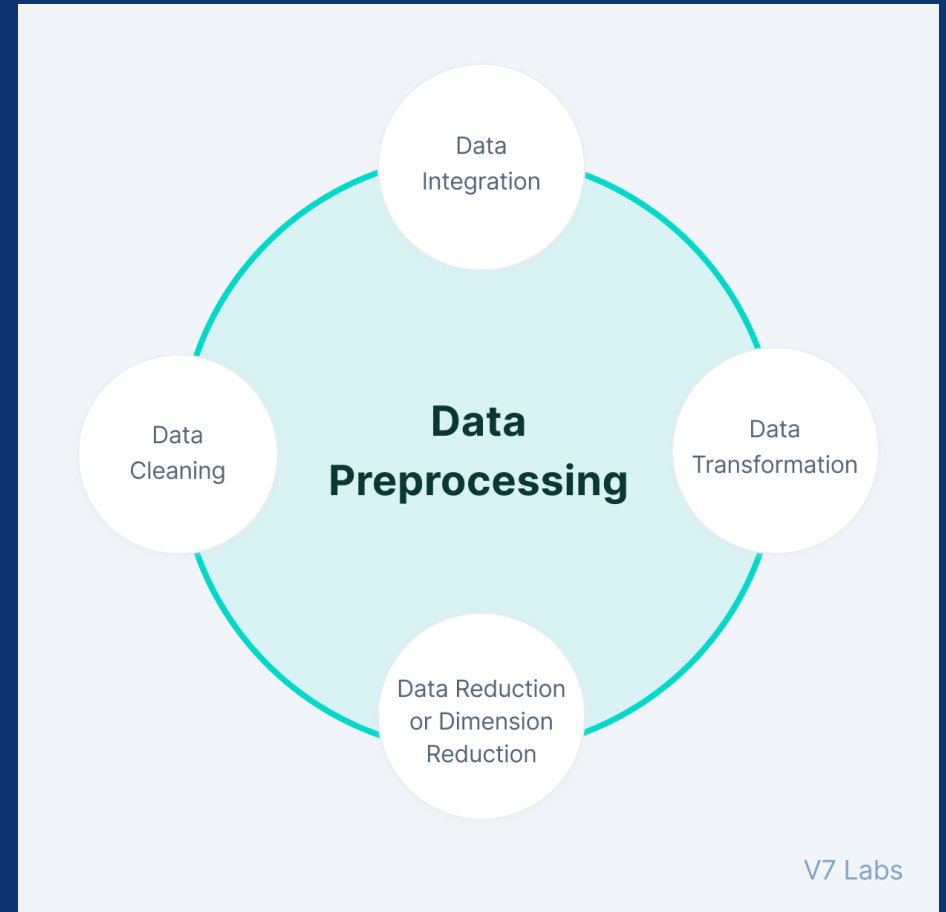 Data
Integration
Data
Cleaning
Data
Preprocessing
Data
Transformation
Data Reduction
or Dimension
Reduction
V7 Labs